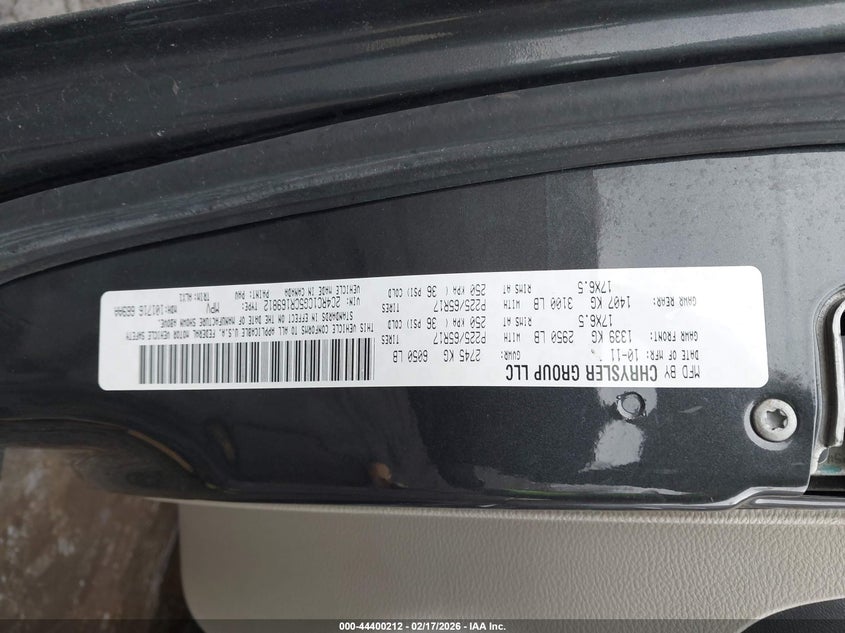 MFD BY CHRYSLER GROUP LLC
DATE OF MFR: 10-11 GVWR: 2745 KG 6050 LB
GAWR FRONT: 1339 KG 2950 LB WITH P225/65R17 TIRES
17X6.5 RIMS AT 250 KPA ( 36 PSI) COLD
GAWR REAR: 1407 KG 3100 LB WITH P225/65R17 TIRES
17X6.5 RIMS AT 250 KPA ( 36 PSI) COLD
THIS VEHICLE CONFORMS TO ALL APPLICABLE U.S.A. FEDERAL MOTOR VEHICLE SAFETY
STANDARDS IN EFFECT ON THE DATE OF MANUFACTURE SHOWN ABOVE.
VIN: 2C4RC1CG5CR169812 TYPE: MPV
VEHICLE MADE IN CANADA PAINT: PAU TRIM:
000-44400212 - 02/17/2026 - IAA Inc.